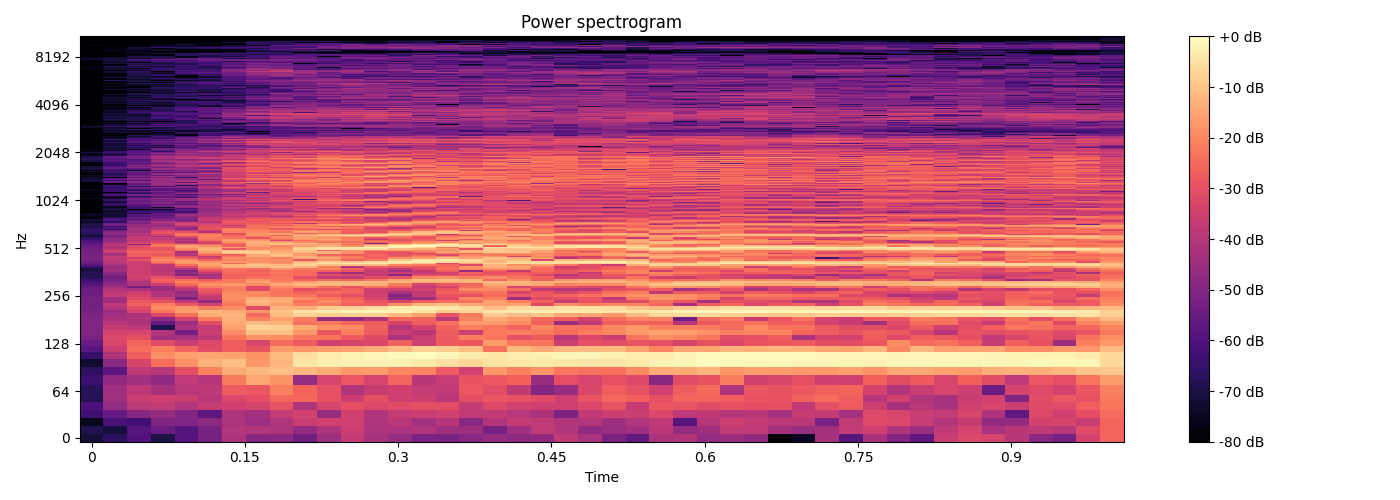 Power spectrogram
Hz
8192
4096
2048
1024
512
256
128
64
0
0 0.15 0.3 0.45 0.6 0.75 0.9
Time
+0 dB
-10 dB
-20 dB
-30 dB
-40 dB
-50 dB
-60 dB
-70 dB
-80 dB